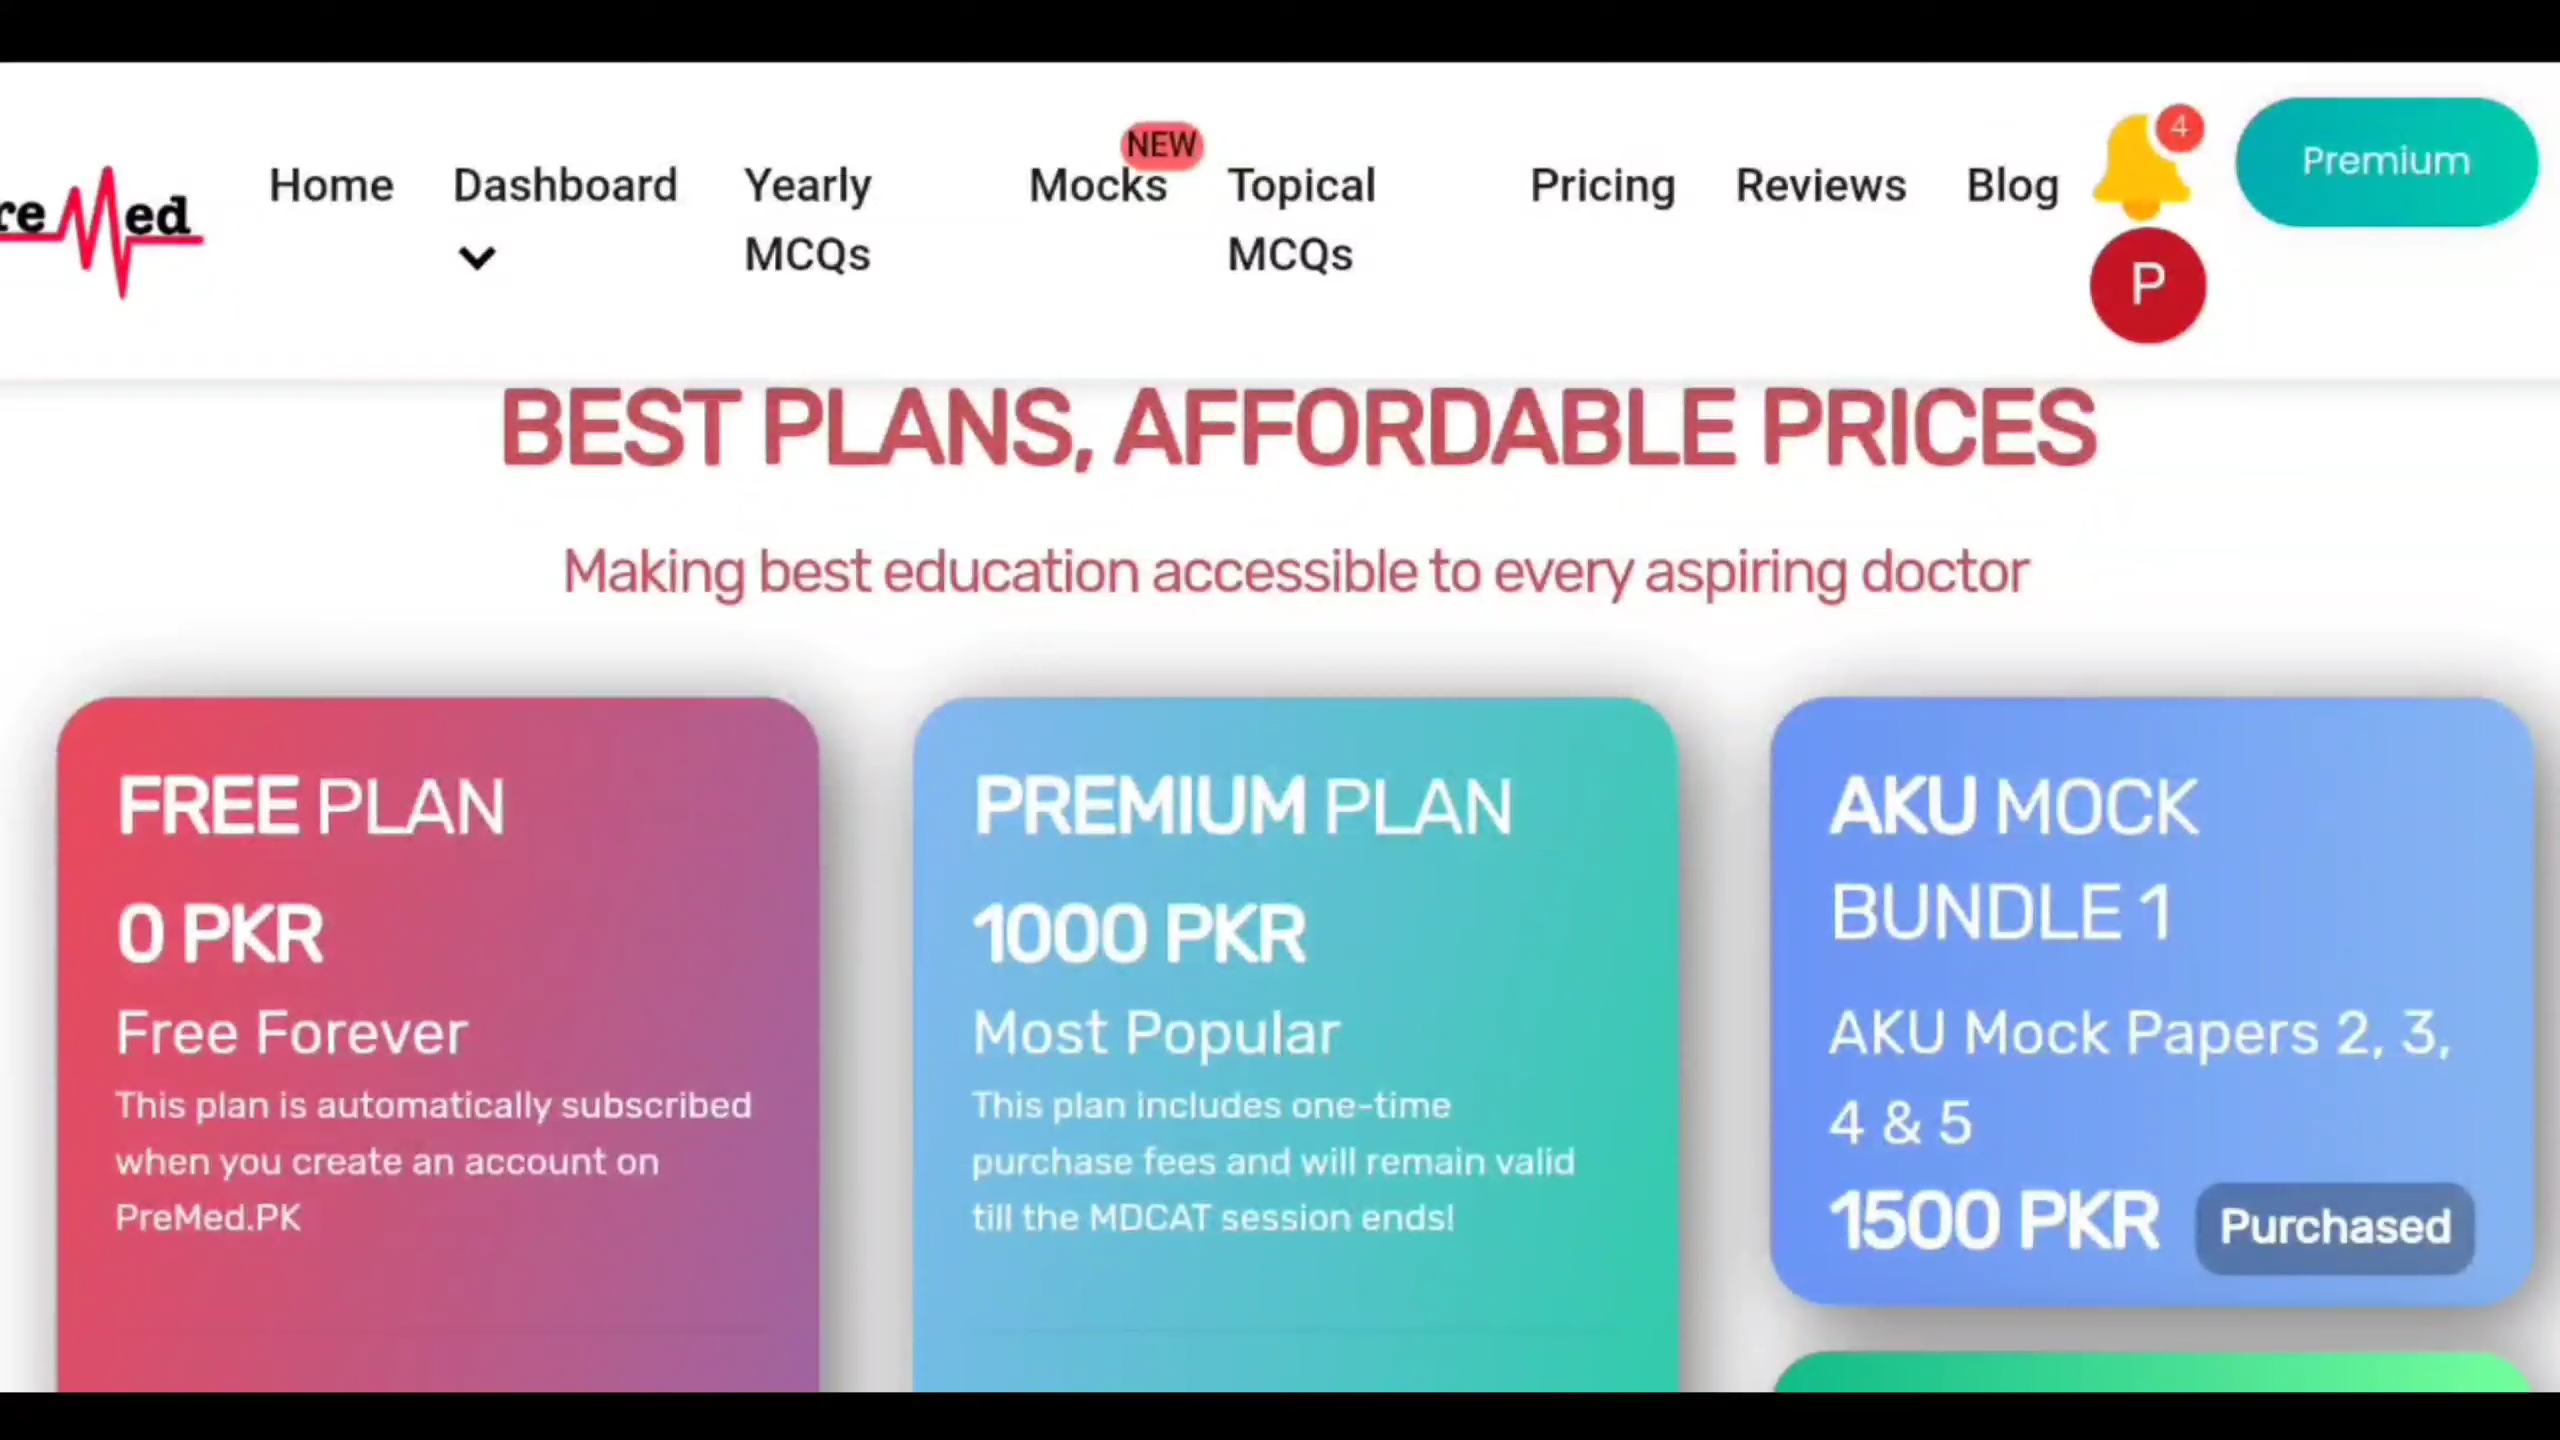 re Med
Home Dashboard Yearly MCQs Mocks NEW Topical MCQs Pricing Reviews Blog 4 Premium
P
BEST PLANS, AFFORDABLE PRICES
Making best education accessible to every aspiring doctor
FREE PLAN
0 PKR
Free Forever
This plan is automatically subscribed
when you create an account on
PreMed.PK
PREMIUM PLAN
1000 PKR
Most Popular
This plan includes one-time
purchase fees and will remain valid
till the MDCAT session ends!
AKU MOCK
BUNDLE 1
AKU Mock Papers 2, 3,
4 & 5
1500 PKR Purchased